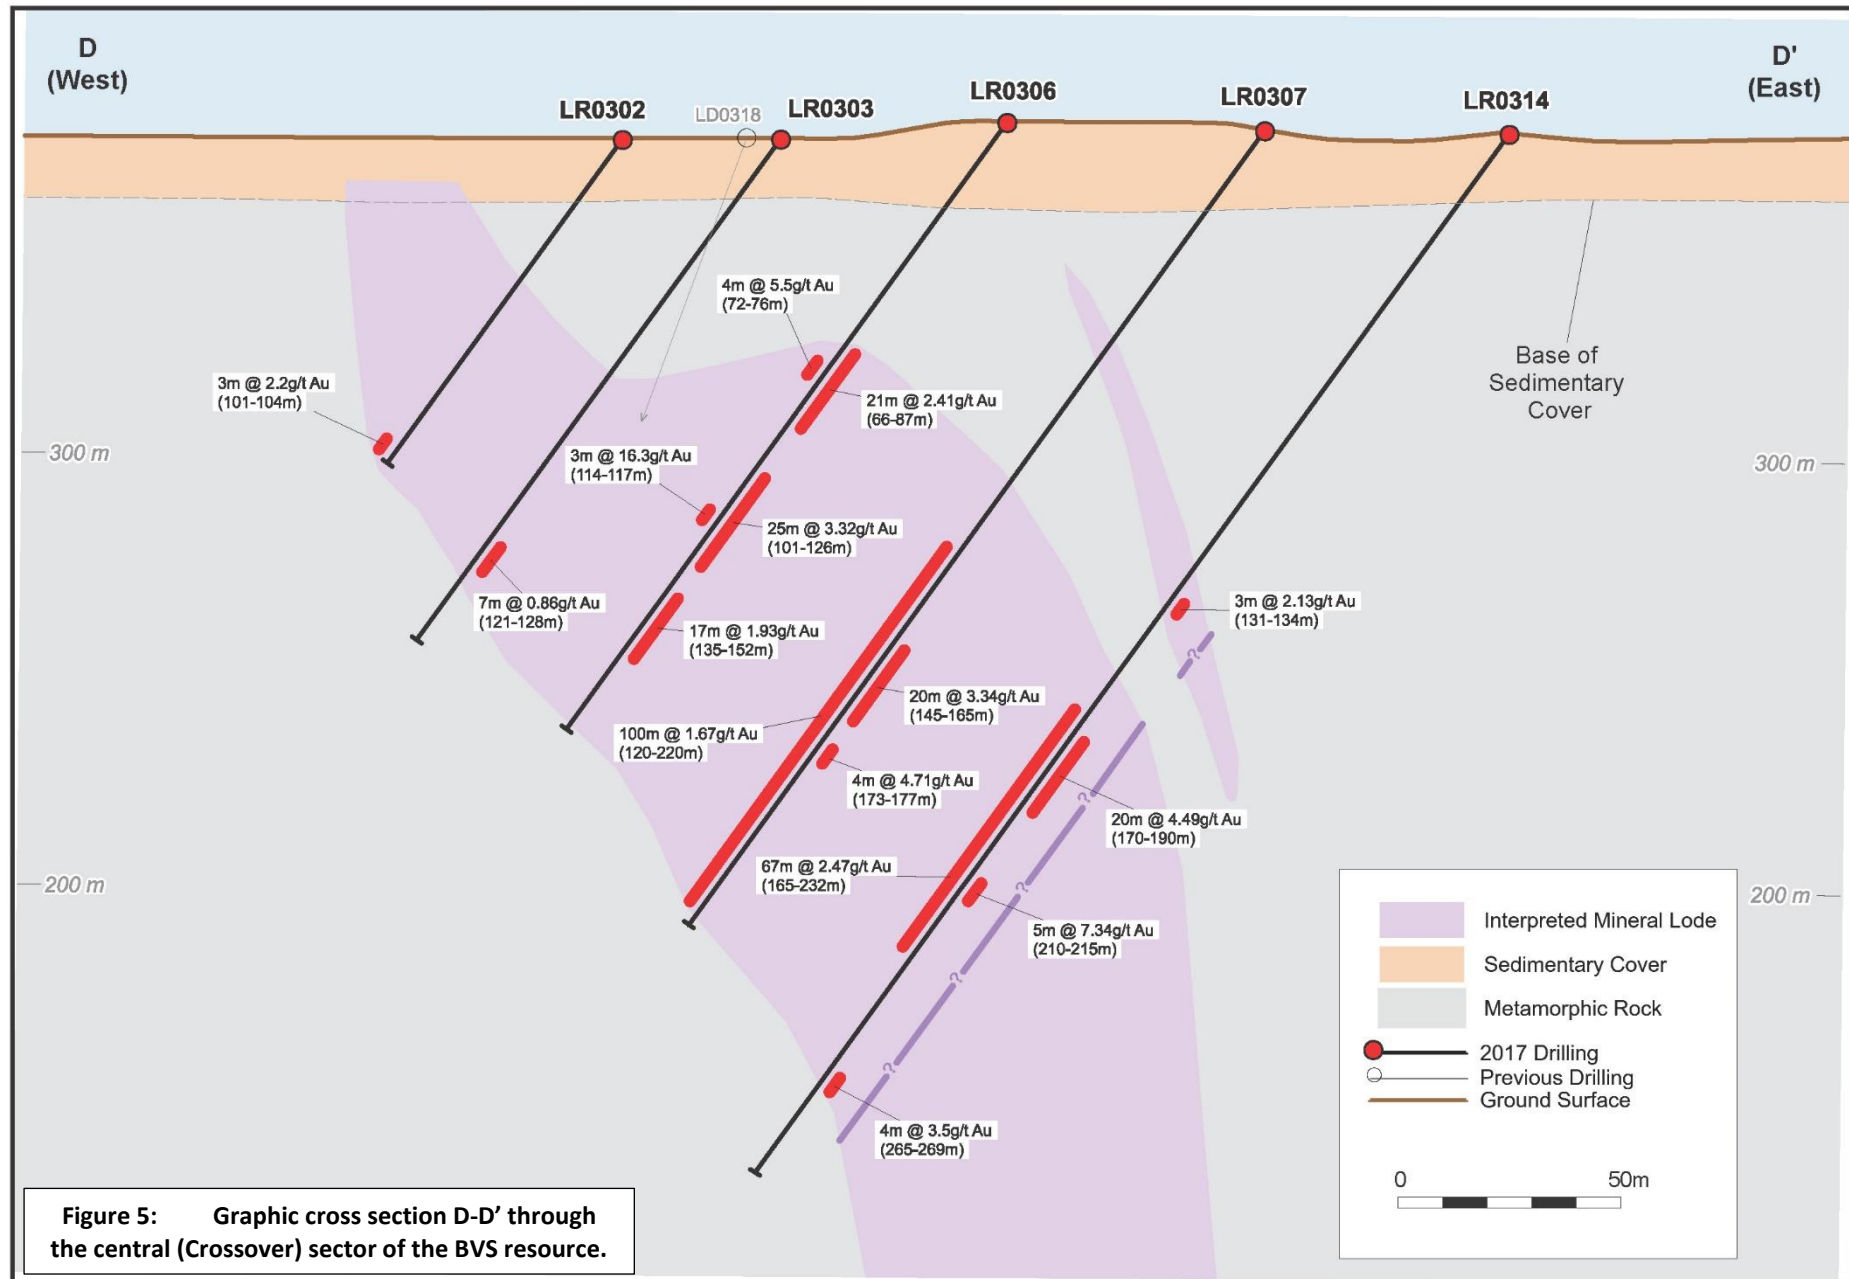 D
(West)
D'
(East)
LR0302
LD0318
LR0303
LR0306
LR0307
LR0314
4m @ 5.5g/t Au
(72-76m)
Base of
Sedimentary
Cover
3m @ 2.2g/t Au
(101-104m)
21m @ 2.41g/t Au
(66-87m)
300 m
300 m
3m @ 16.3g/t Au
(114-117m)
25m @ 3.32g/t Au
(101-126m)
7m @ 0.86g/t Au
(121-128m)
3m @ 2.13g/t Au
(131-134m)
17m @ 1.93g/t Au
(135-152m)
?
20m @ 3.34g/t Au
(145-165m)
100m @ 1.67g/t Au
(120-220m)
4m @ 4.71g/t Au
(173-177m)
?
20m @ 4.49g/t Au
(170-190m)
67m @ 2.47g/t Au
(165-232m)
?
200 m
200 m
5m @ 7.34g/t Au
(210-215m)
?
?
4m @ 3.5g/t Au
(265-269m)
Interpreted Mineral Lode
Sedimentary Cover
Metamorphic Rock
2017 Drilling
Previous Drilling
Ground Surface
0 50m
Figure 5: Graphic cross section D-D’ through
the central (Crossover) sector of the BVS resource.